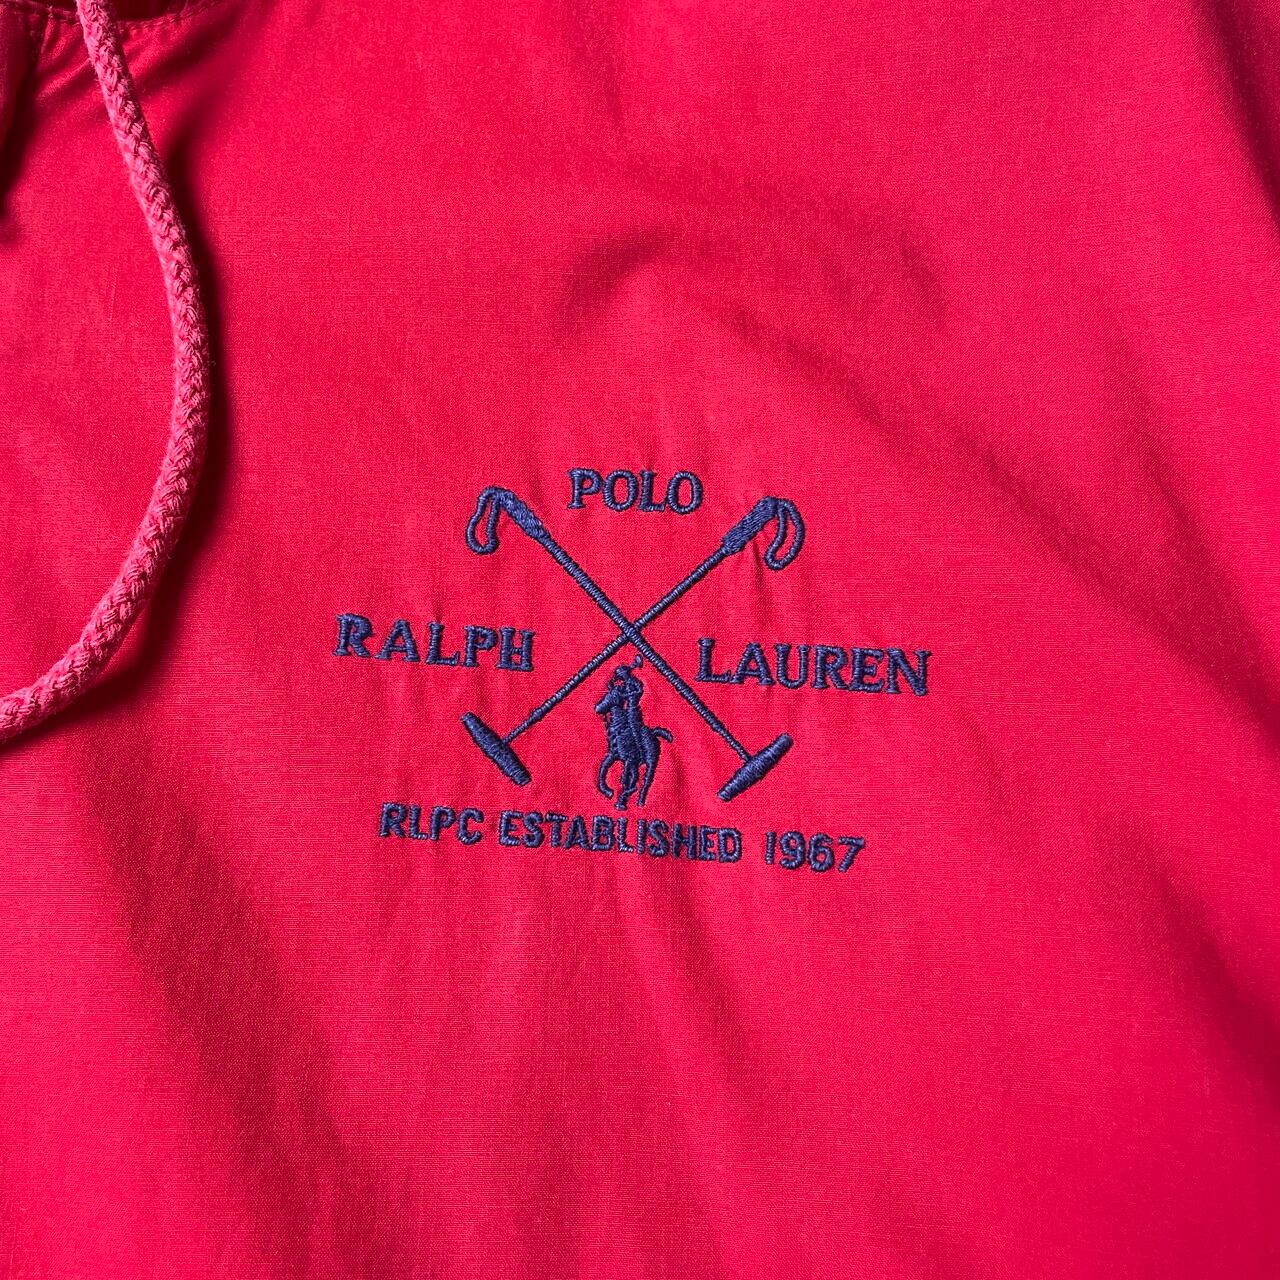 POLO
RALPH LAUREN
RLPC ESTABLISHED 1967